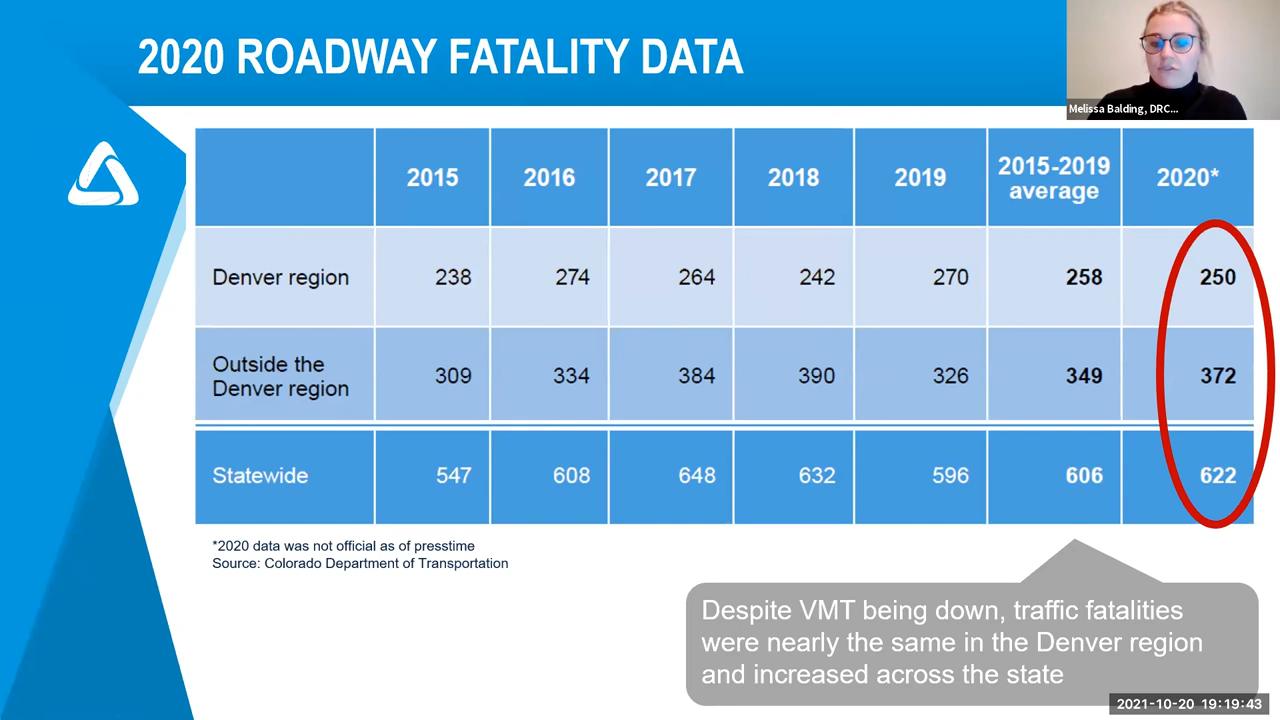 2020 ROADWAY FATALITY DATA
Melissa Balding, DRC...
2015 2016 2017 2018 2019 2015-2019 average 2020*
Denver region 238 274 264 242 270 258 250
Outside the Denver region 309 334 384 390 326 349 372
Statewide 547 608 648 632 596 606 622
*2020 data was not official as of presstime
Source: Colorado Department of Transportation
Despite VMT being down, traffic fatalities
were nearly the same in the Denver region
and increased across the state
2021-10-20 19:19:43